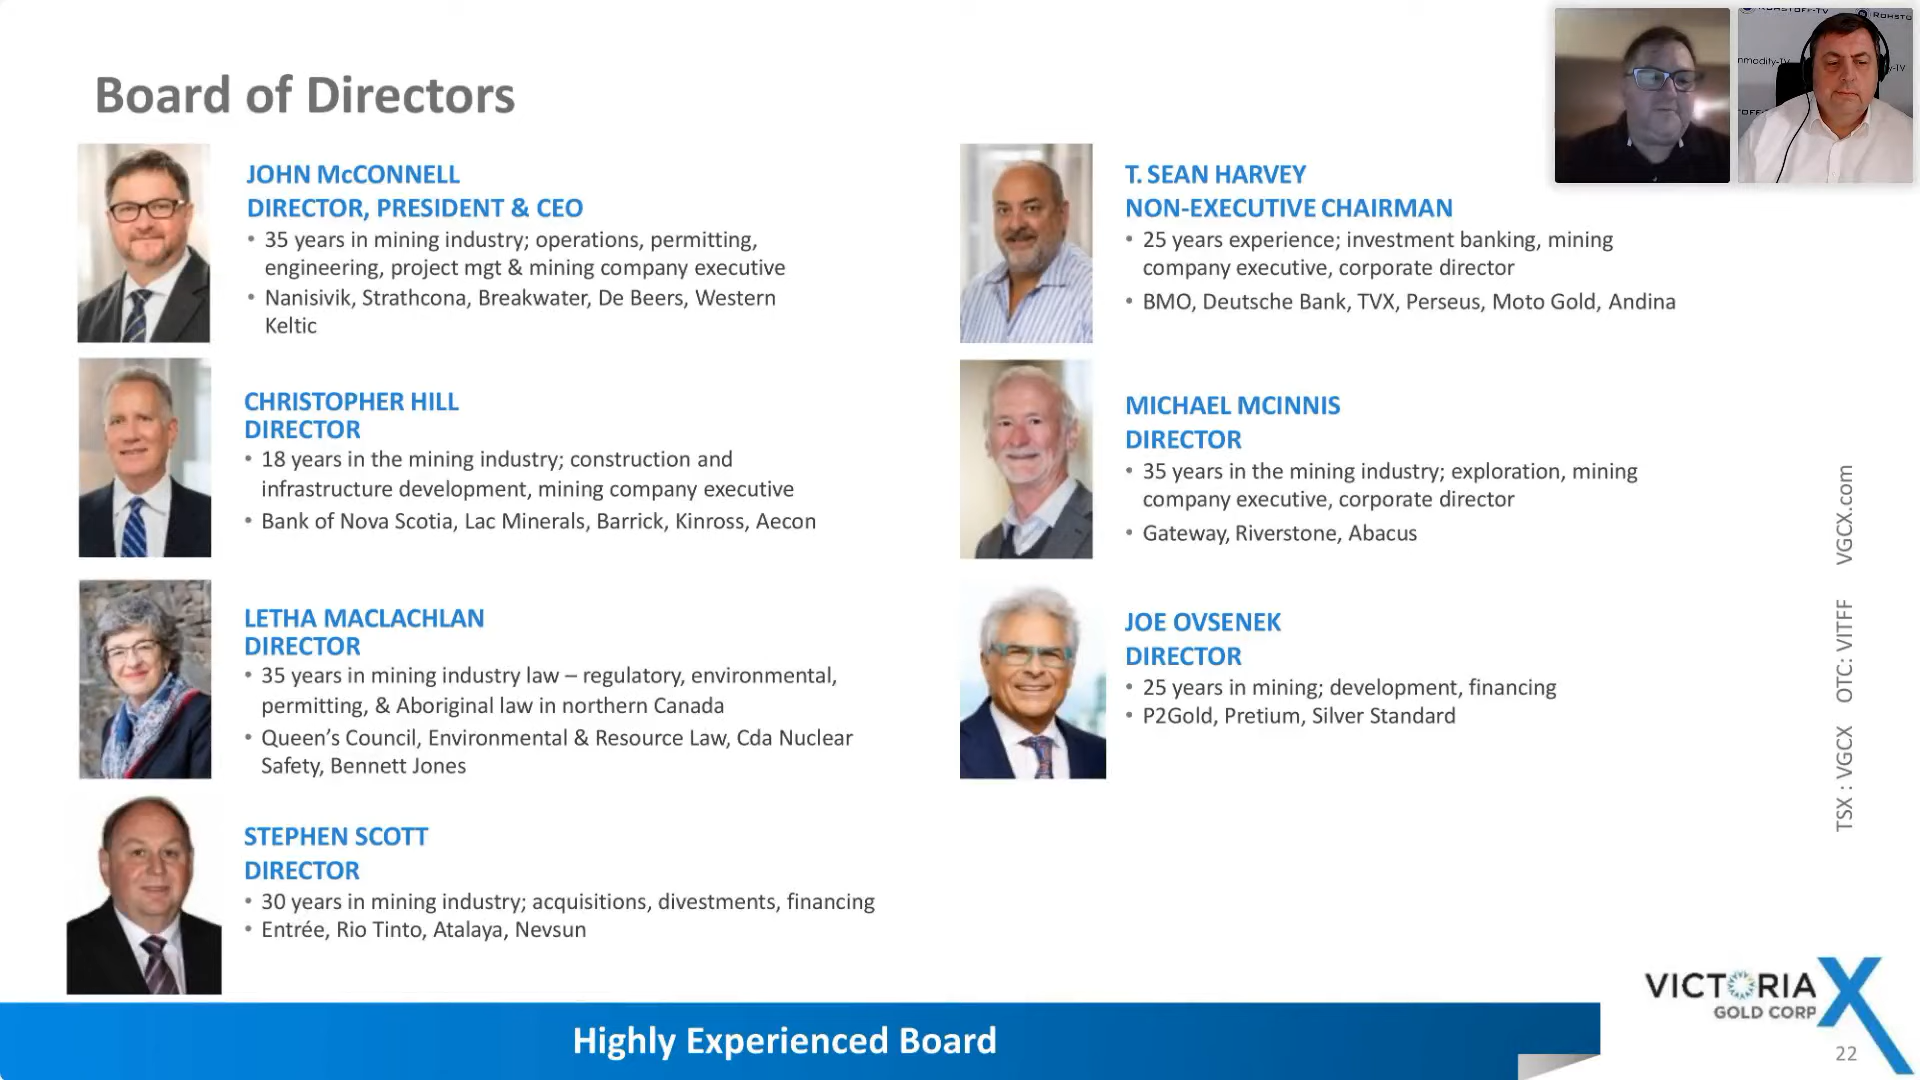 Board of Directors
JOHN McCONNELL
DIRECTOR, PRESIDENT & CEO
• 35 years in mining industry; operations, permitting,
engineering, project mgt & mining company executive
• Nanisivik, Strathcona, Breakwater, De Beers, Western
Keltic
CHRISTOPHER HILL
DIRECTOR
• 18 years in the mining industry; construction and
infrastructure development, mining company executive
• Bank of Nova Scotia, Lac Minerals, Barrick, Kinross, Aecon
LETHA MACLACHLAN
DIRECTOR
• 35 years in mining industry law – regulatory, environmental,
permitting, & Aboriginal law in northern Canada
• Queen's Council, Environmental & Resource Law, Cda Nuclear
Safety, Bennett Jones
STEPHEN SCOTT
DIRECTOR
• 30 years in mining industry; acquisitions, divestments, financing
• Entrée, Rio Tinto, Atalaya, Nevsun
T. SEAN HARVEY
NON-EXECUTIVE CHAIRMAN
• 25 years experience; investment banking, mining
company executive, corporate director
• BMO, Deutsche Bank, TVX, Perseus, Moto Gold, Andina
MICHAEL MCINNIS
DIRECTOR
• 35 years in the mining industry; exploration, mining
company executive, corporate director
• Gateway, Riverstone, Abacus
JOE OVSENEK
DIRECTOR
• 25 years in mining; development, financing
• P2Gold, Pretium, Silver Standard
TSX : VGCX OTC: VITFF VGCX.com
Highly Experienced Board
VICTORIA
GOLD CORP
X
22